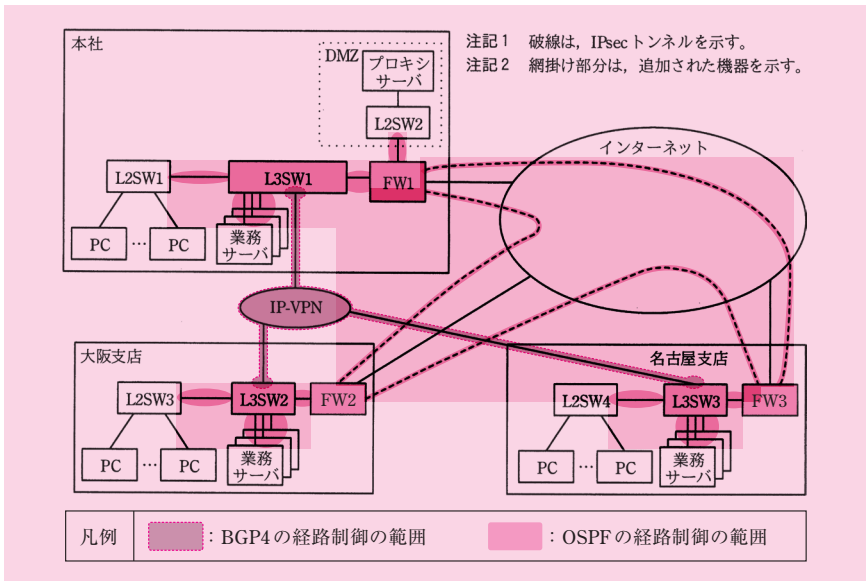 本社
注記1 破線は，IPsecトンネルを示す。
注記2 網掛け部分は，追加された機器を示す。
DMZ
プロキシ
サーバ
L2SW2
インターネット
L2SW1
L3SW1
FW1
PC … PC
業務
サーバ
IP-VPN
大阪支店
名古屋支店
L2SW3
L3SW2
FW2
L2SW4
L3SW3
FW3
PC … PC
業務
サーバ
PC … PC
業務
サーバ
凡例
：BGP4の経路制御の範囲
：OSPFの経路制御の範囲